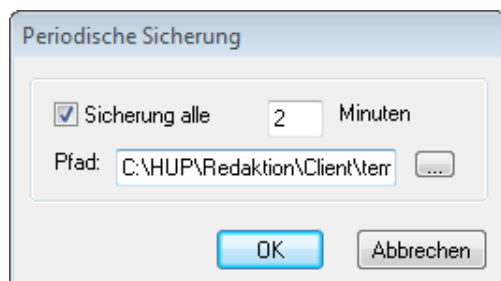 Periodische Sicherung
Sicherung alle 2 Minuten
Pfad: C:\HUP\Redaktion\Client\tem ...
OK Abbrechen